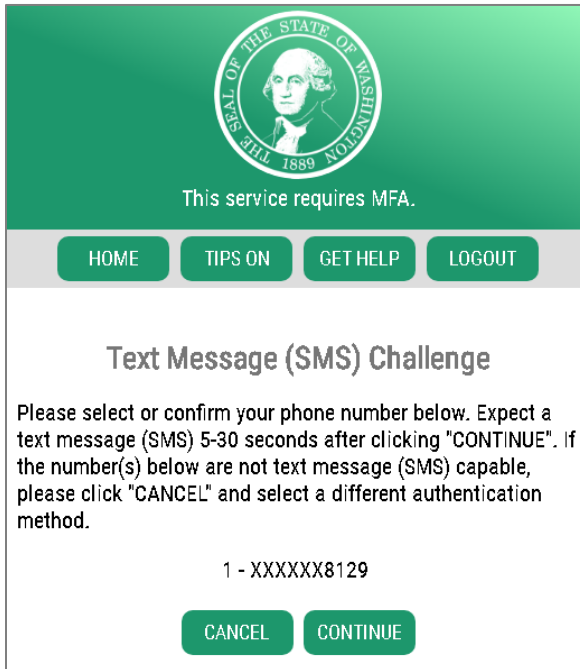 THE SEAL OF THE STATE OF WASHINGTON
1889
This service requires MFA.
HOME TIPS ON GET HELP LOGOUT
Text Message (SMS) Challenge
Please select or confirm your phone number below. Expect a
text message (SMS) 5-30 seconds after clicking "CONTINUE". If
the number(s) below are not text message (SMS) capable,
please click "CANCEL" and select a different authentication
method.
1 - XXXXXX8129
CANCEL CONTINUE